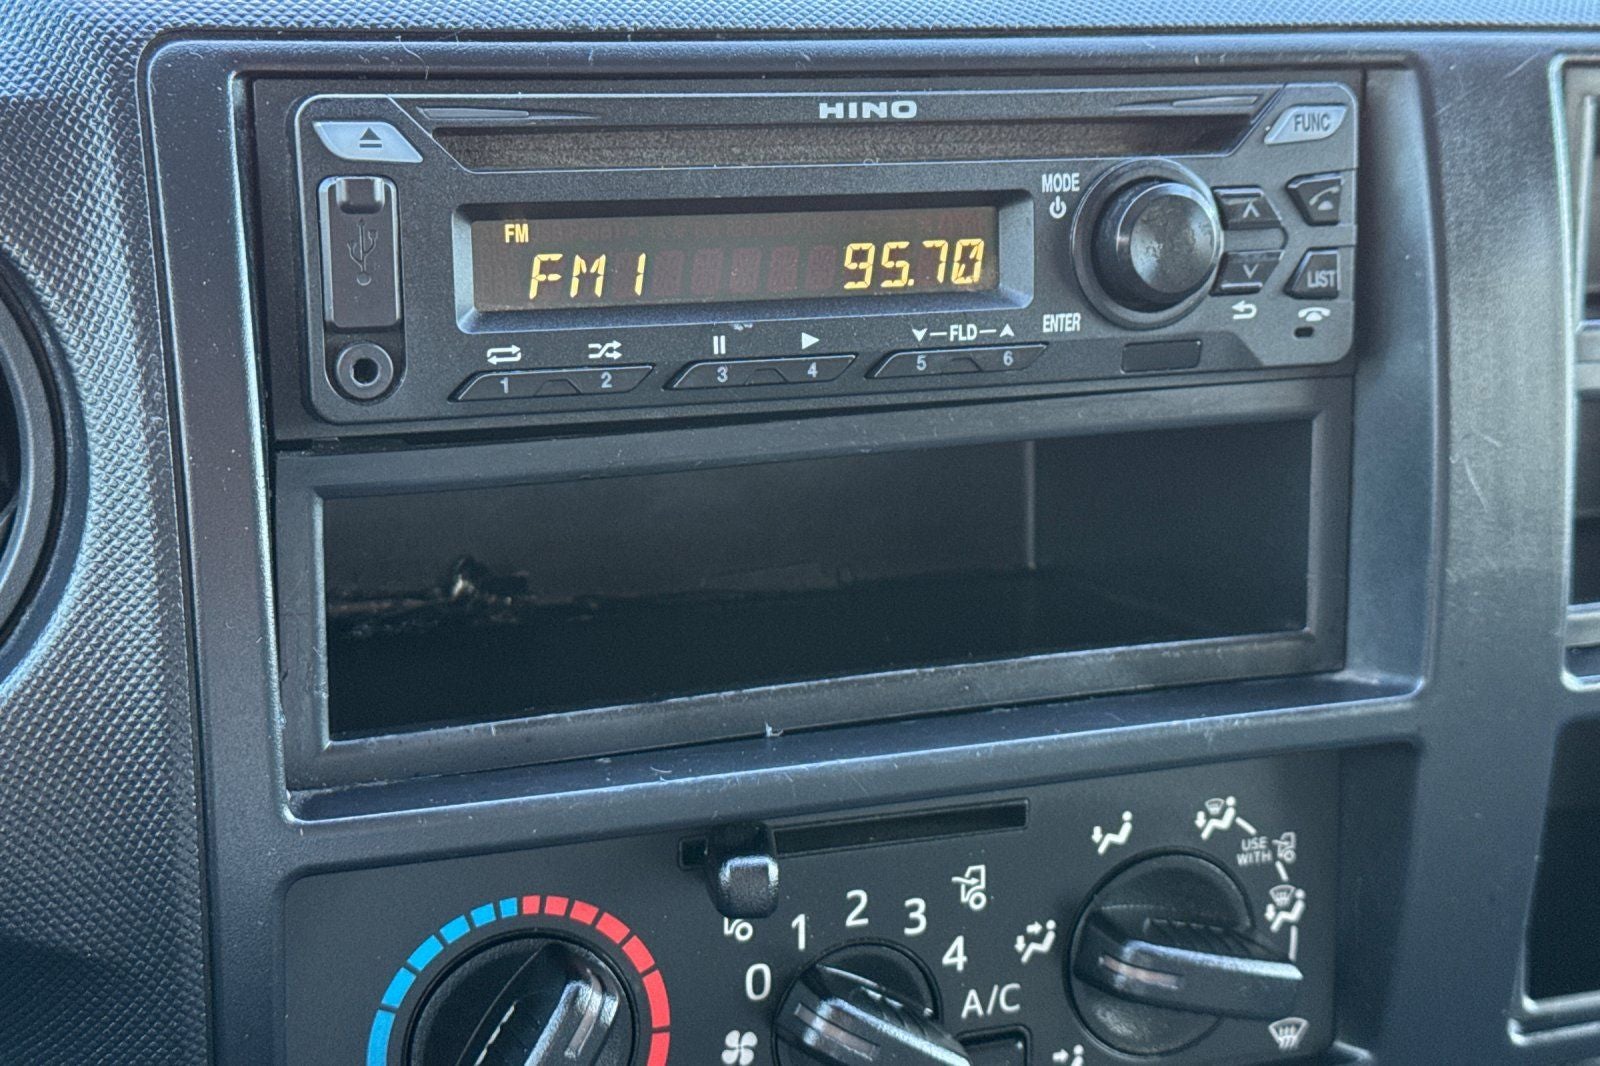 HINO
FUNC
MODE
FM
FM1 95.70
LIST
ENTER
FLD
1 2 3 4 5 6
USE
WITH
0 1 2 3 4
A/C